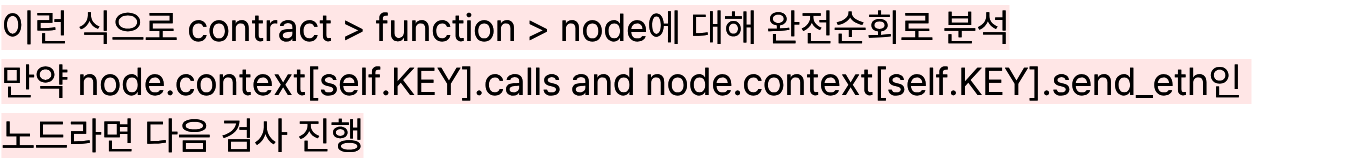 이런 식으로 contract > function > node에 대해 완전순회로 분석
만약 node.context[self.KEY].calls and node.context[self.KEY].send_eth인
노드라면 다음 검사 진행